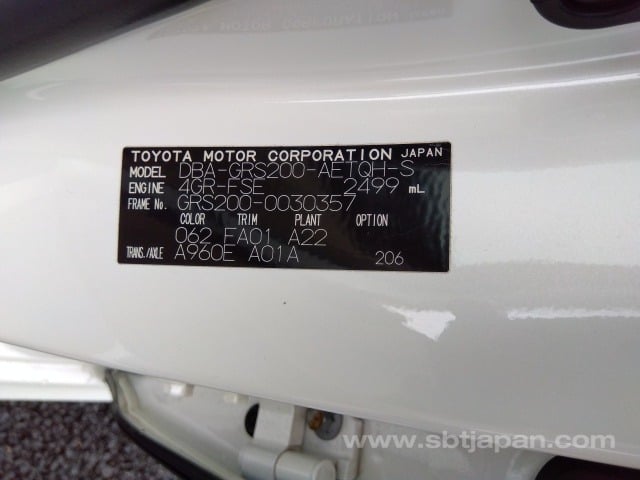 TOYOTA MOTOR CORPORATION JAPAN
MODEL DBA-GRS200-AETQH-S
ENGINE 4GR-FSE 2499 mL
FRAME No. GRS200-0030357
COLOR TRIM PLANT OPTION
062 FA01 A22
TRANS./AXLE A960E A01A 206
www.sbtjapan.com